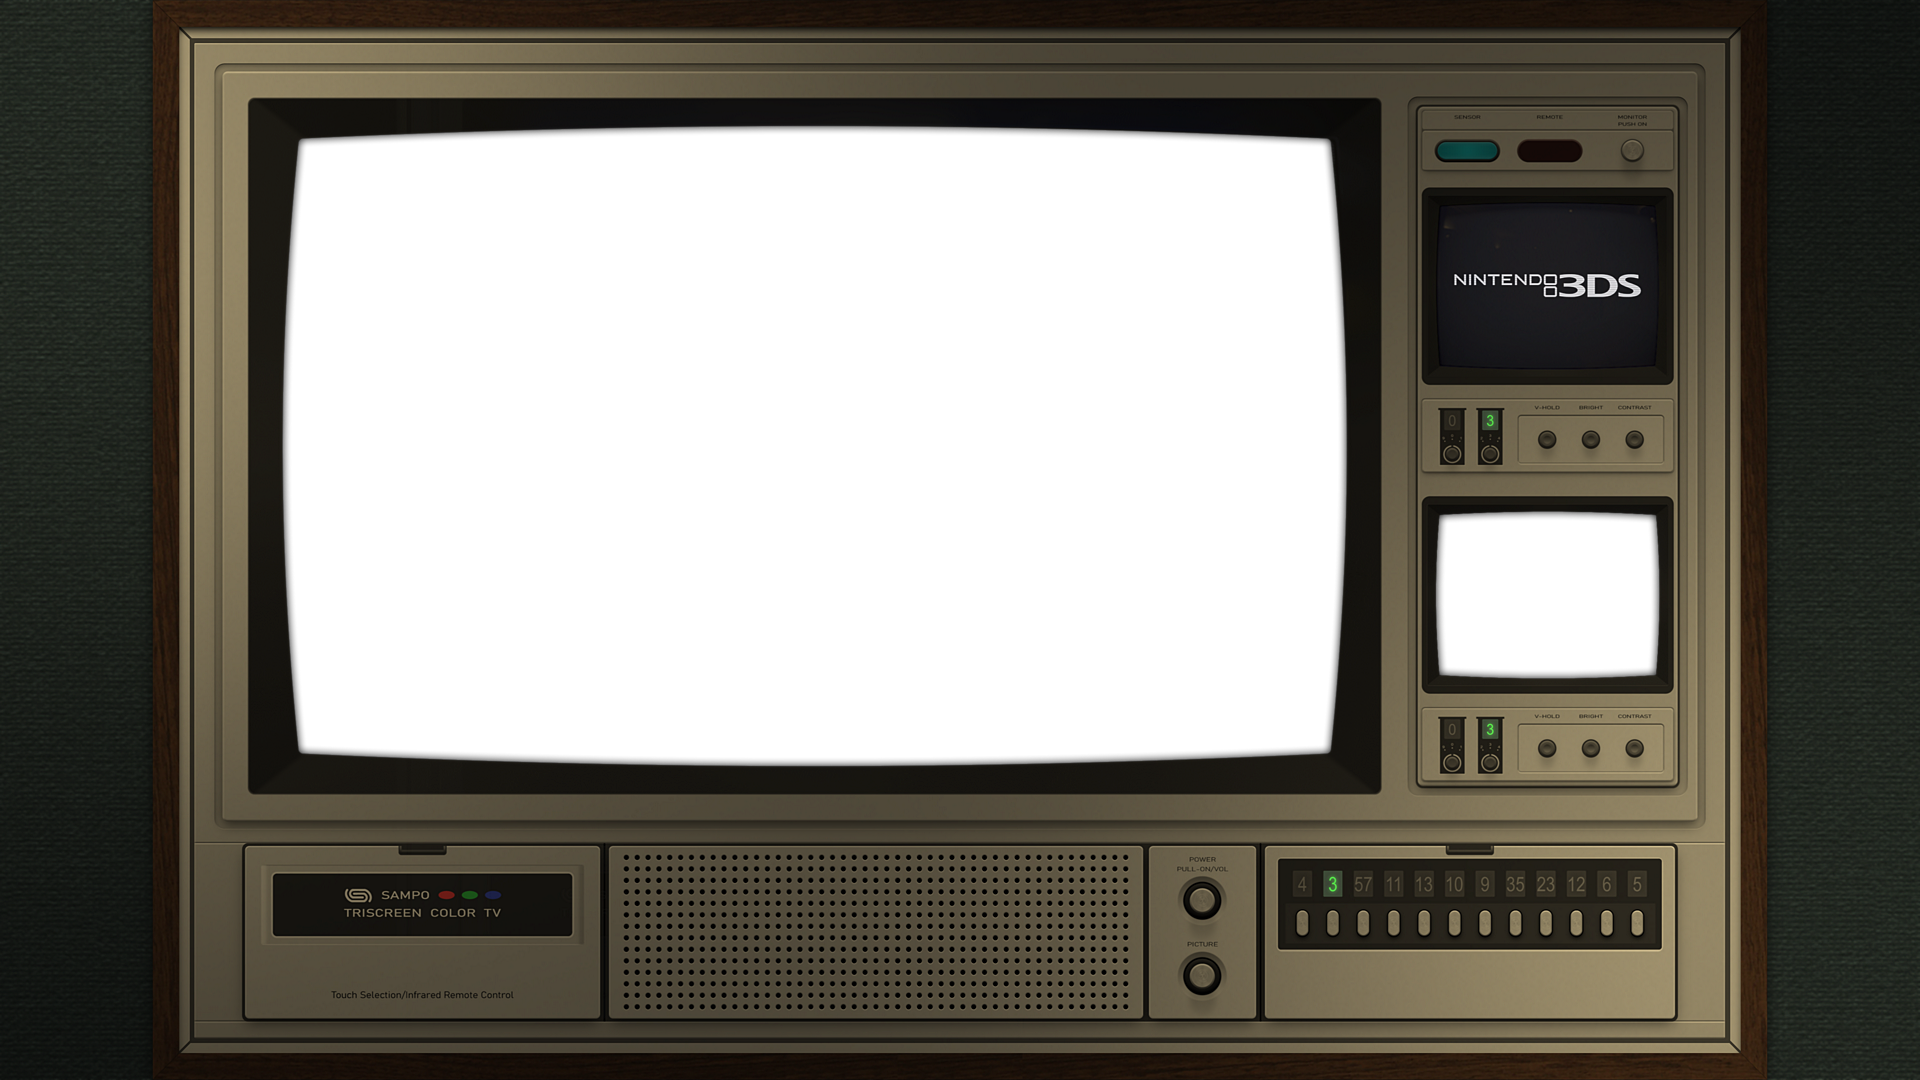 SENSOR REMOTE MONITOR
PUSH ON
NINTENDO 3DS
0 3
V-HOLD BRIGHT CONTRAST
0 3
V-HOLD BRIGHT CONTRAST
SAMPO
TRISCREEN COLOR TV
Touch Selection/Infrared Remote Control
POWER
PULL-ON/VOL
PICTURE
4 3 57 11 13 10 9 35 23 12 6 5